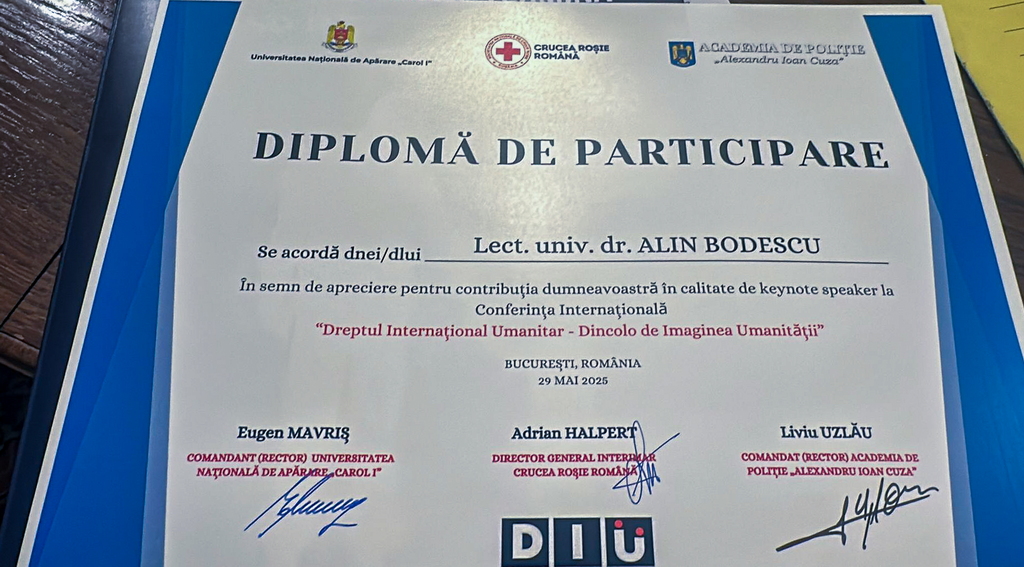 Universitatea Națională de Apărare „Carol I"
CRUCEA ROȘIE
ROMÂNĂ
ACADEMIA DE POLIȚIE
„Alexandru Ioan Cuza"
DIPLOMĂ DE PARTICIPARE
Se acordă dnei/dlui Lect. univ. dr. ALIN BODESCU
În semn de apreciere pentru contribuția dumneavoastră în calitate de keynote speaker la
Conferința Internațională
“Dreptul Internațional Umanitar - Dincolo de Imaginea Umanității”
BUCUREȘTI, ROMÂNIA
29 MAI 2025
Eugen MAVRIȘ
COMANDANT (RECTOR) UNIVERSITATEA
NAȚIONALĂ DE APĂRARE „CAROL I"
Adrian HALPERT
DIRECTOR GENERAL INTERIMAR
CRUCEA ROȘIE ROMÂNĂ
Liviu UZLĂU
COMANDAT (RECTOR) ACADEMIA DE
POLIȚIE „ALEXANDRU IOAN CUZA"
DIU